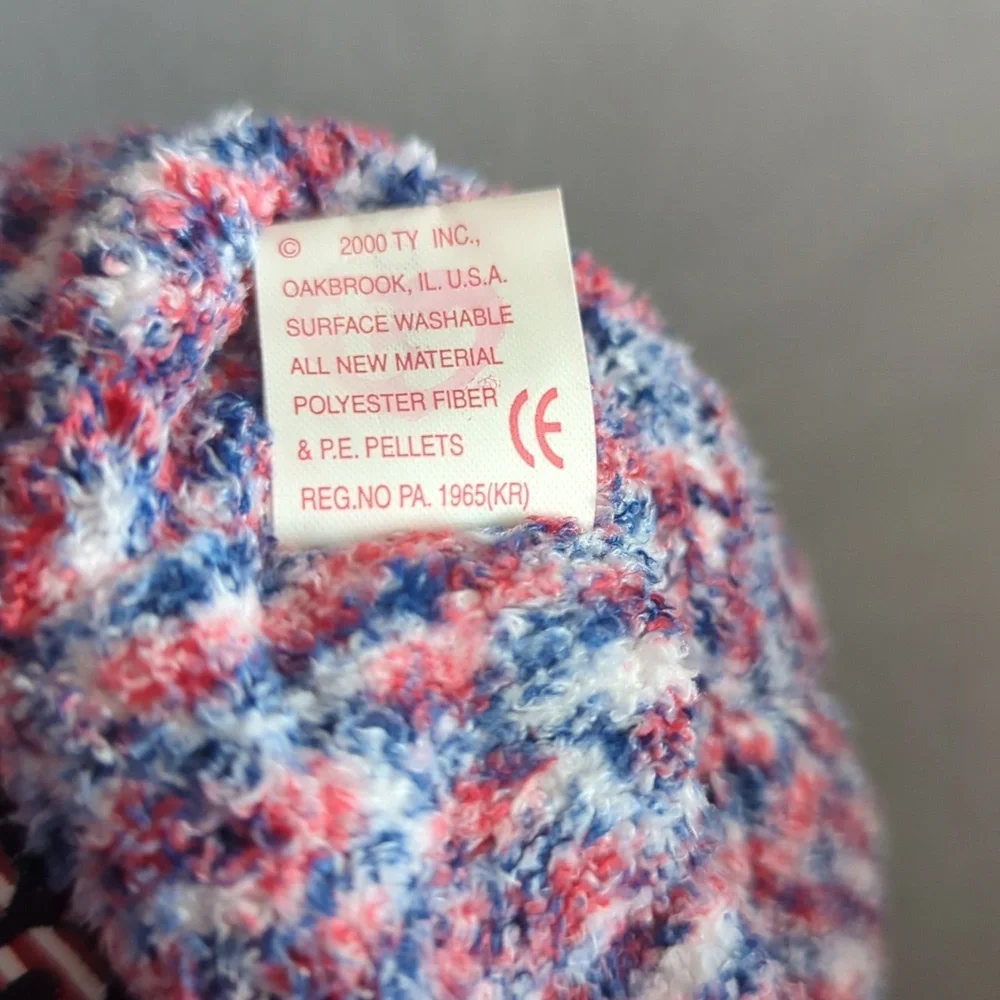 © 2000 TY INC.,
OAKBROOK, IL. U.S.A.
SURFACE WASHABLE
ALL NEW MATERIAL
POLYESTER FIBER
& P.E. PELLETS CE
REG.NO PA. 1965(KR)